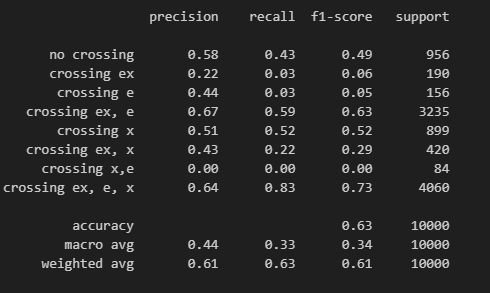 precision recall f1-score support
no crossing 0.58 0.43 0.49 956
crossing ex 0.22 0.03 0.06 190
crossing e 0.44 0.03 0.05 156
crossing ex, e 0.67 0.59 0.63 3235
crossing x 0.51 0.52 0.52 899
crossing ex, x 0.43 0.22 0.29 420
crossing x,e 0.00 0.00 0.00 84
crossing ex, e, x 0.64 0.83 0.73 4060
accuracy 0.63 10000
macro avg 0.44 0.33 0.34 10000
weighted avg 0.61 0.63 0.61 10000